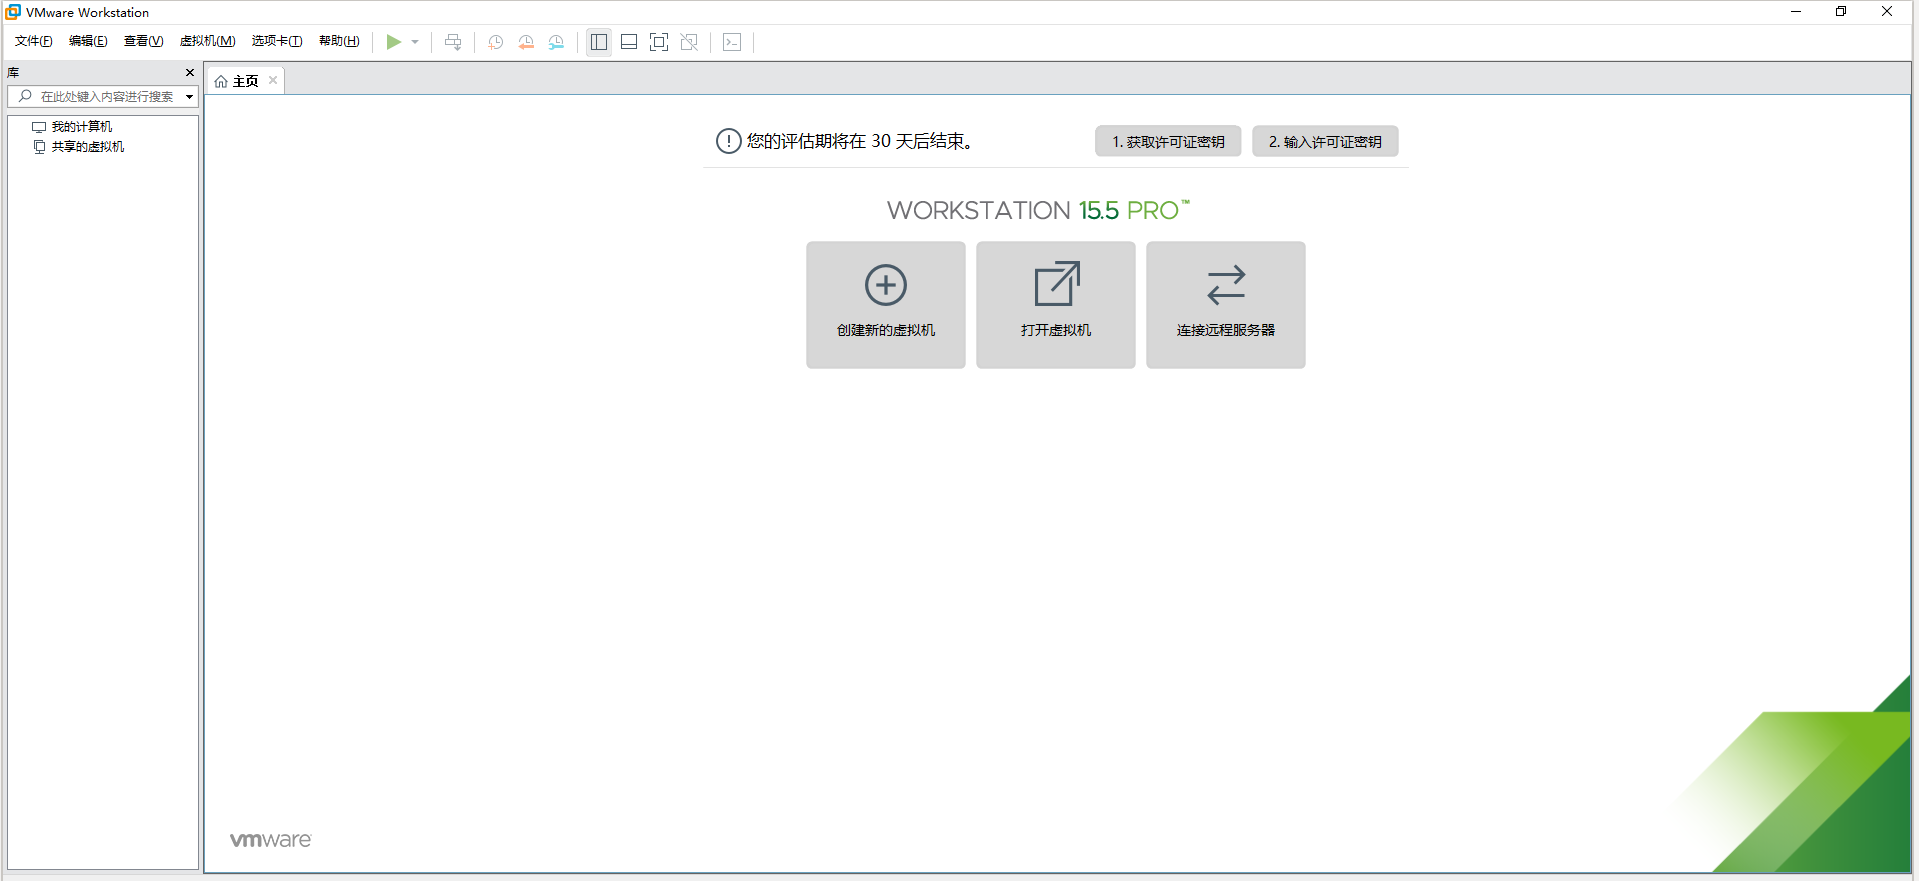 VMware Workstation
文件(F) 编辑(E) 查看(V) 虚拟机(M) 选项卡(T) 帮助(H)
库
主页
在此处键入内容进行搜索
我的计算机
共享的虚拟机
您的评估期将在 30 天后结束。 1. 获取许可证密钥 2. 输入许可证密钥
WORKSTATION 15.5 PRO™
创建新的虚拟机 打开虚拟机 连接远程服务器
vmware